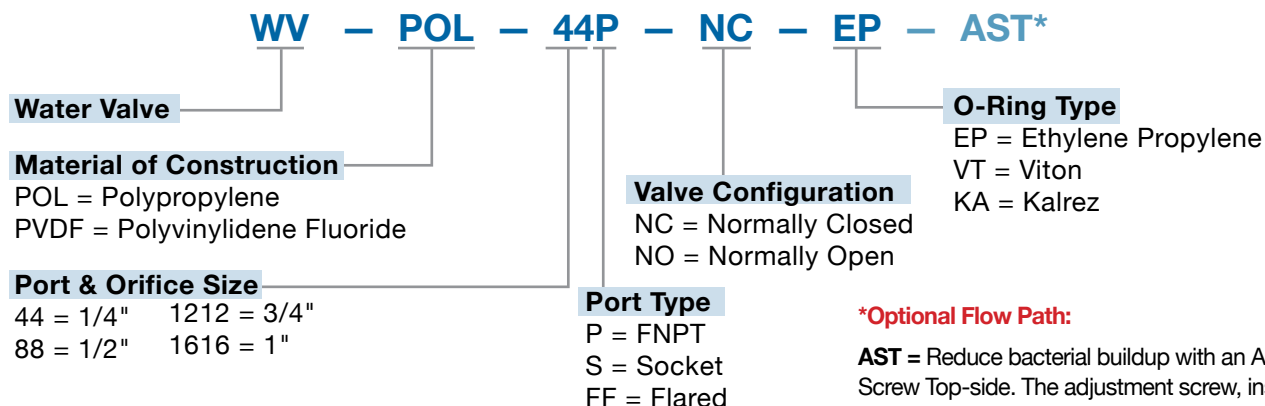 WV — POL — 44P — NC — EP — AST*
Water Valve
Material of Construction
POL = Polypropylene
PVDF = Polyvinylidene Fluoride
Port & Orifice Size
44 = 1/4" 1212 = 3/4"
88 = 1/2" 1616 = 1"
Port Type
P = FNPT
S = Socket
FF = Flared
Valve Configuration
NC = Normally Closed
NO = Normally Open
O-Ring Type
EP = Ethylene Propylene
VT = Viton
KA = Kalrez
*Optional Flow Path:
AST = Reduce bacterial buildup with an A
Screw Top-side. The adjustment screw, in